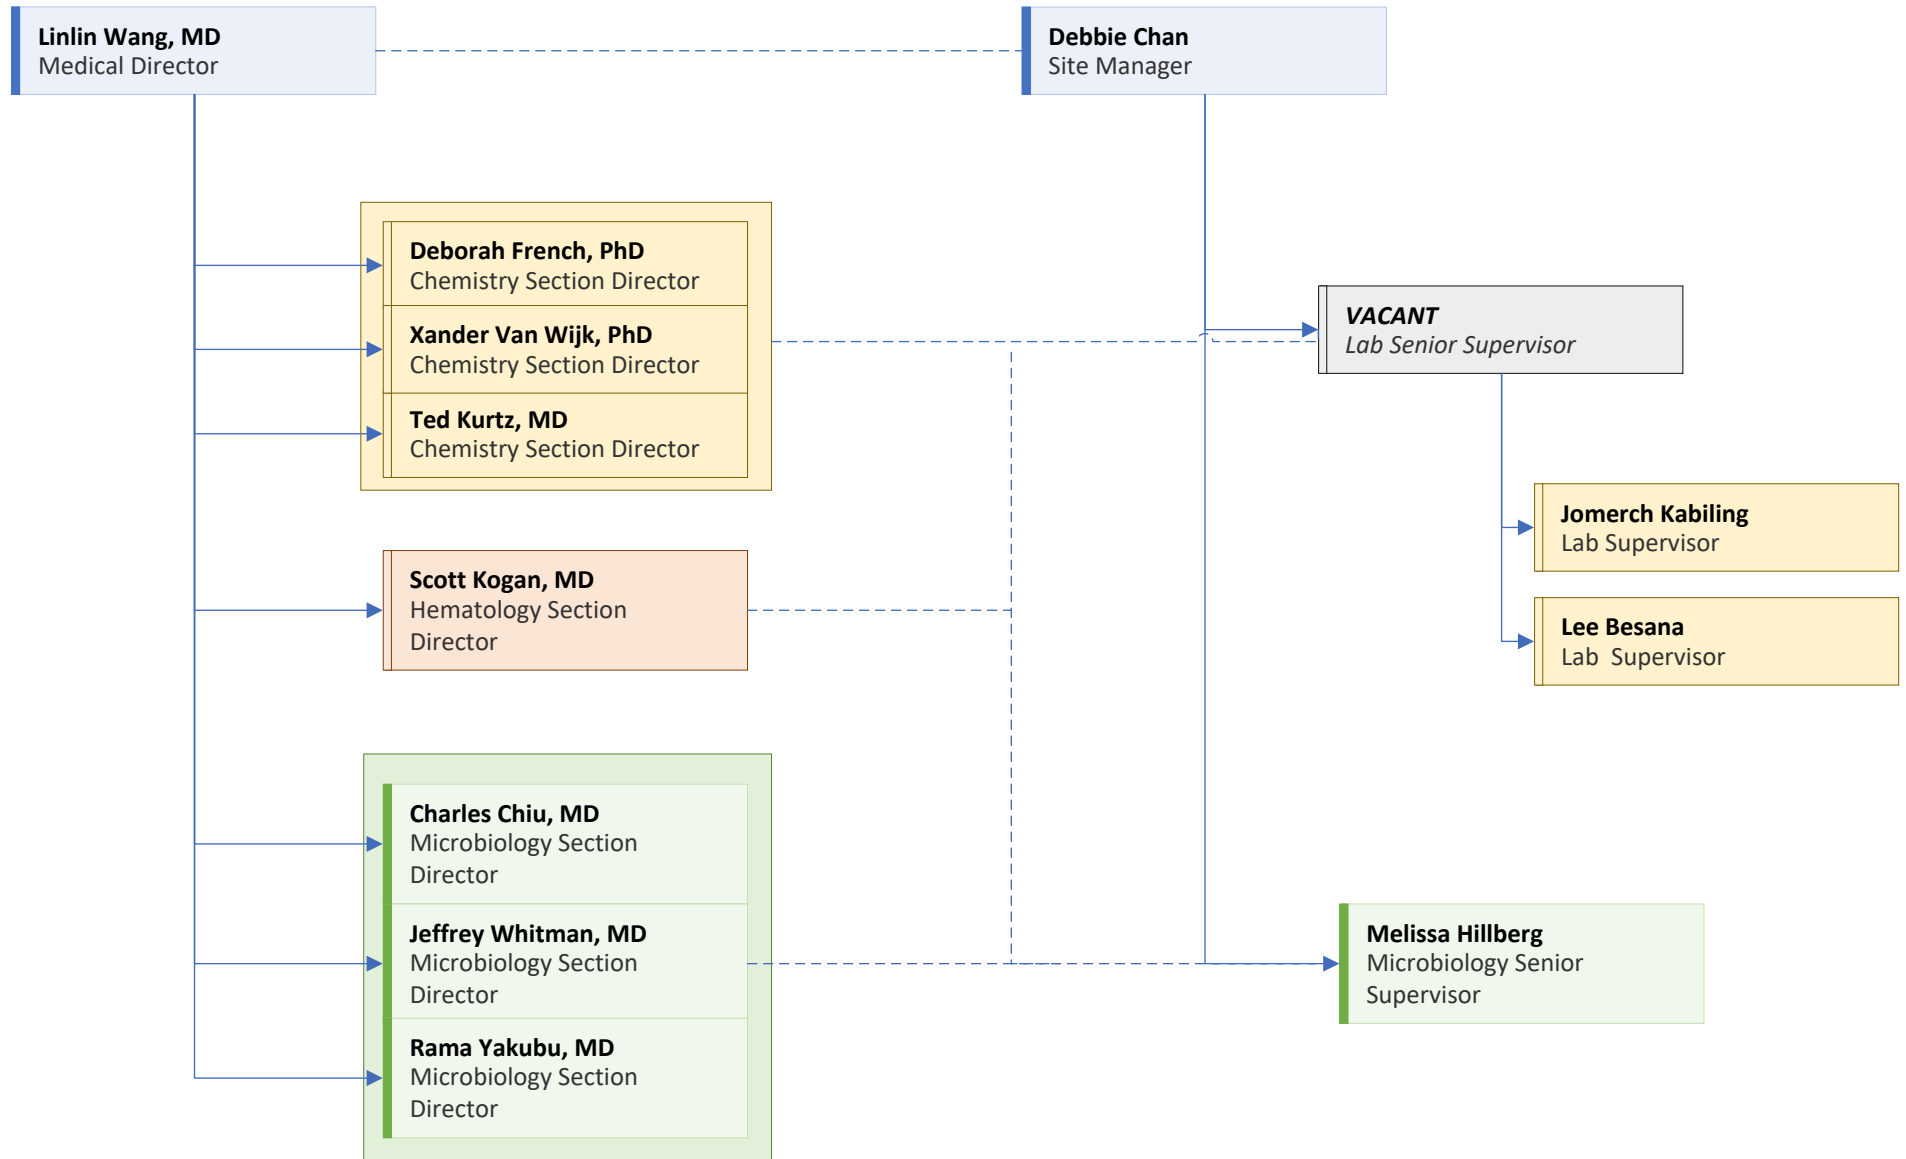 Linlin Wang, MD
Medical Director
Debbie Chan
Site Manager
Deborah French, PhD
Chemistry Section Director
Xander Van Wijk, PhD
Chemistry Section Director
Ted Kurtz, MD
Chemistry Section Director
VACANT
Lab Senior Supervisor
Jomerch Kabiling
Lab Supervisor
Lee Besana
Lab  Supervisor
Scott Kogan, MD
Hematology Section
Director
Charles Chiu, MD
Microbiology Section
Director
Jeffrey Whitman, MD
Microbiology Section
Director
Rama Yakubu, MD
Microbiology Section
Director
Melissa Hillberg
Microbiology Senior
Supervisor